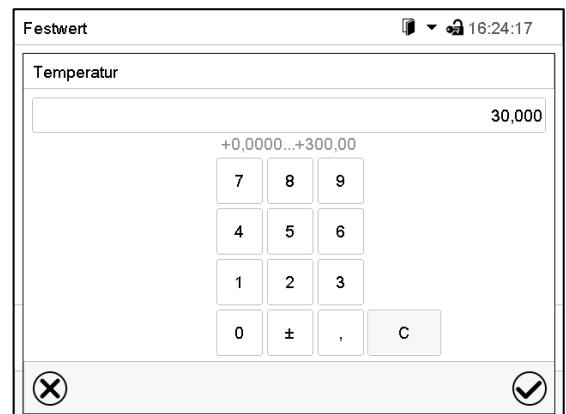 Festwert 16:24:17
Temperatur
30,000
+0,0000...+300,00
7 8 9
4 5 6
1 2 3
0 ± , C